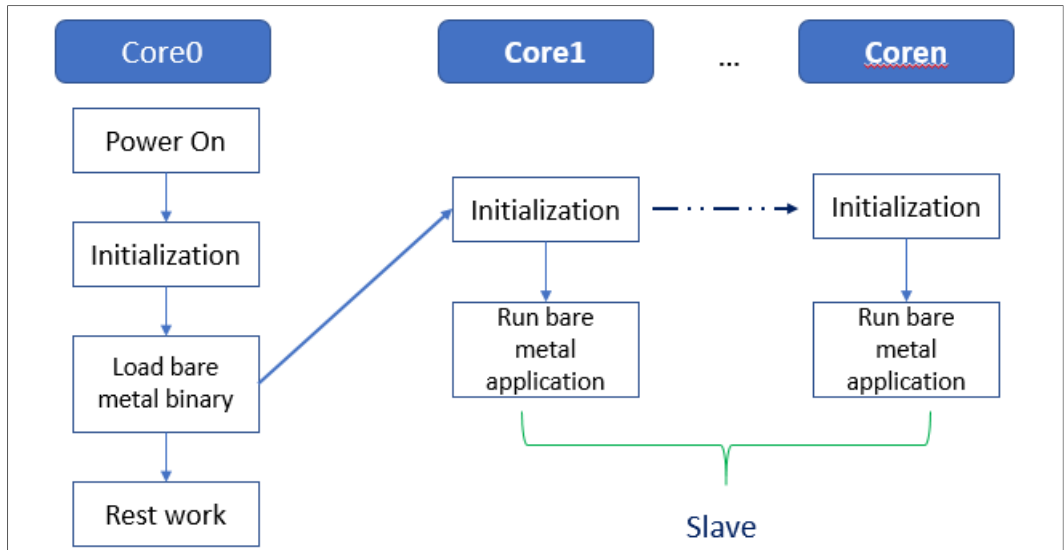 Core0
Core1
...
Coren
Power On
Initialization
Load bare
metal binary
Rest work
Initialization
Run bare
metal
application
Initialization
Run bare
metal
application
Slave